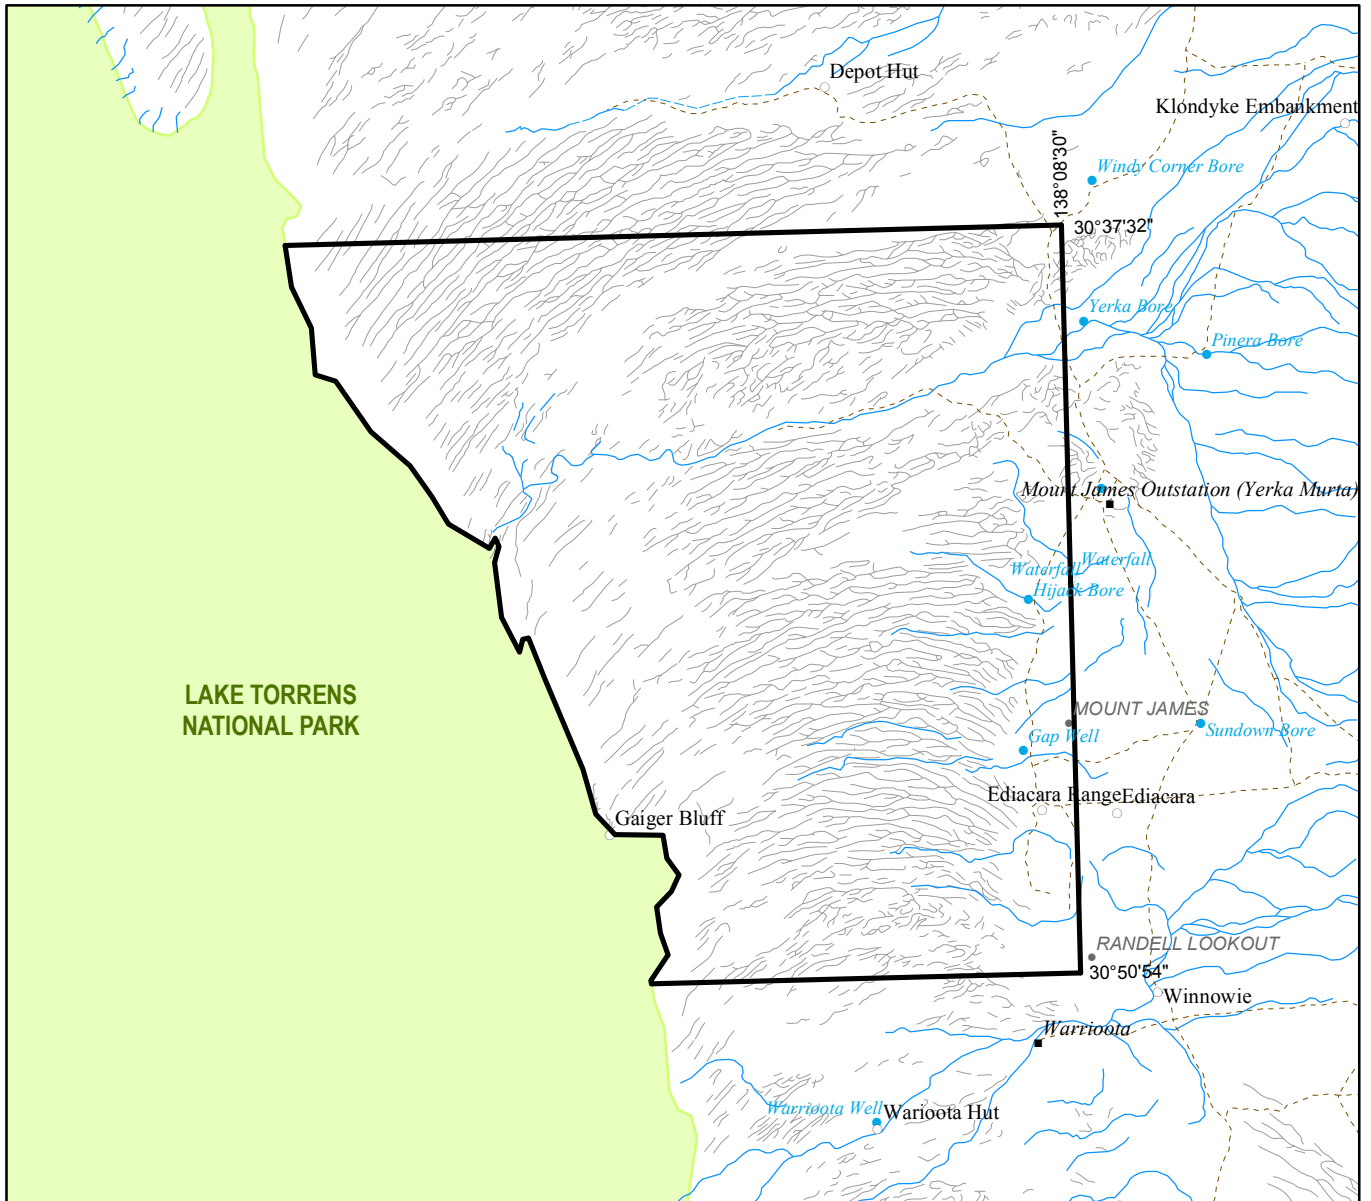 Depot Hut
Klondyke Embankment
138°08'30"
Windy Corner Bore
30°37'32"
Yerka Bore
Pinera Bore
Mount James Outstation (Yerka Murta)
Waterfall
Waterfall
Hijack Bore
LAKE TORRENS
NATIONAL PARK
MOUNT JAMES
Gap Well
Sundown Bore
Ediacara Range
Ediacara
Gaiger Bluff
RANDELL LOOKOUT
30°50'54"
Winnowie
Warrioota
Warrioota Well
Warioota Hut